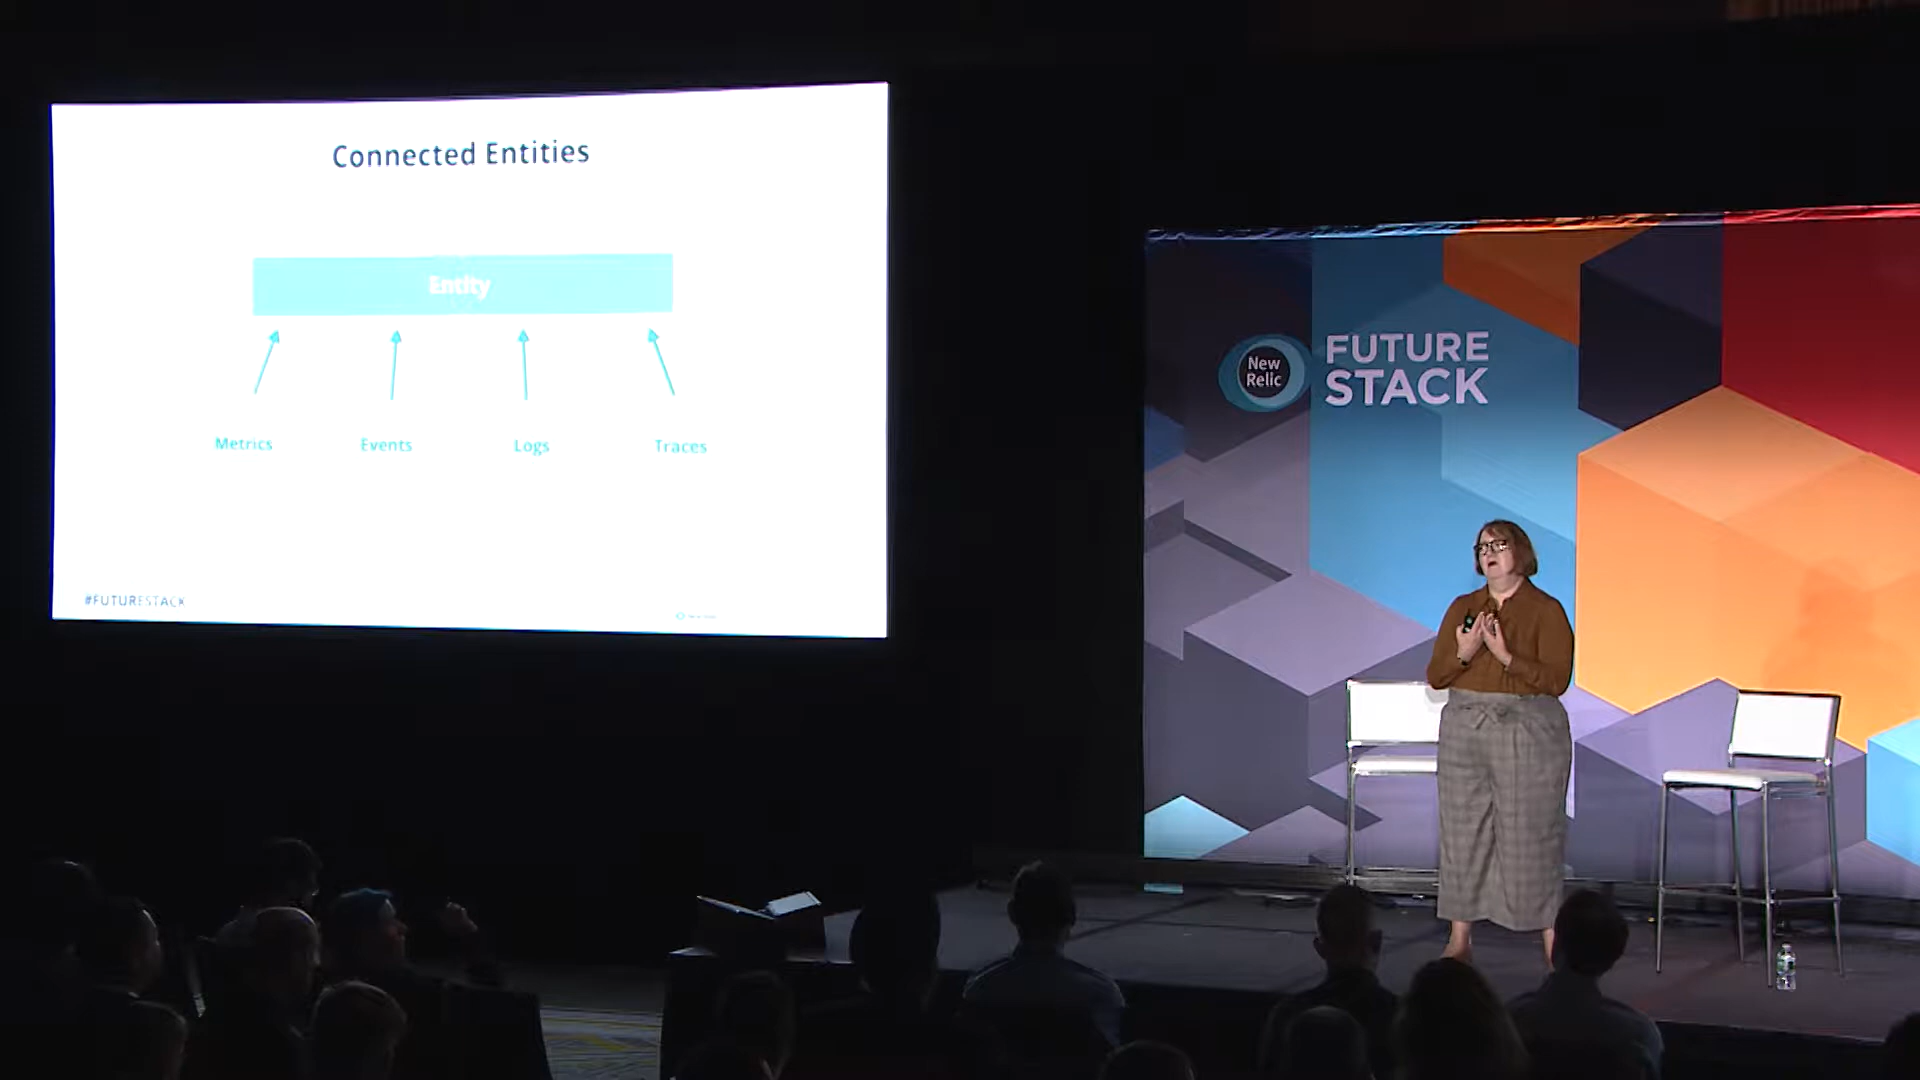 Connected Entities
Entity
Metrics
Events
Logs
Traces
#FUTURESTACK
New
Relic
FUTURE
STACK